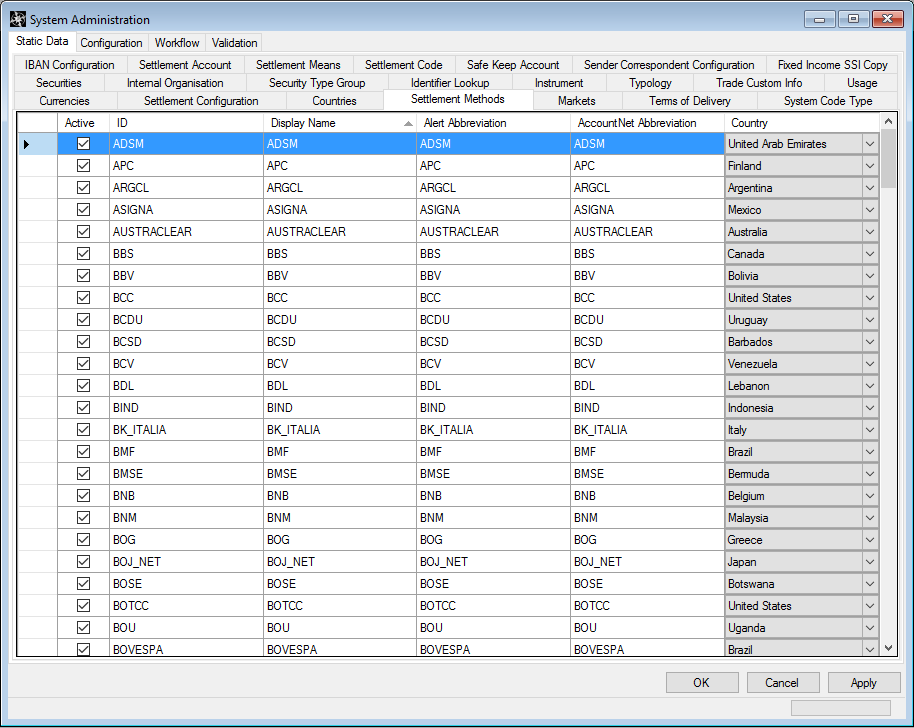 System Administration
Static Data Configuration Workflow Validation
IBAN Configuration Settlement Account Settlement Means Settlement Code Safe Keep Account Sender Correspondent Configuration Fixed Income SSI Copy
Securities Internal Organisation Security Type Group Identifier Lookup Instrument Typology Trade Custom Info Usage
Currencies Settlement Configuration Countries Settlement Methods Markets Terms of Delivery System Code Type
Active ID Display Name Alert Abbreviation AccountNet Abbreviation Country
ADSM ADSM ADSM ADSM United Arab Emirates
APC APC APC APC Finland
ARGCL ARGCL ARGCL ARGCL Argentina
ASIGNA ASIGNA ASIGNA ASIGNA Mexico
AUSTRACLEAR AUSTRACLEAR AUSTRACLEAR AUSTRACLEAR Australia
BBS BBS BBS BBS Canada
BBV BBV BBV BBV Bolivia
BCC BCC BCC BCC United States
BCDU BCDU BCDU BCDU Uruguay
BCSD BCSD BCSD BCSD Barbados
BCV BCV BCV BCV Venezuela
BDL BDL BDL BDL Lebanon
BIND BIND BIND BIND Indonesia
BK_ITALIA BK_ITALIA BK_ITALIA BK_ITALIA Italy
BMF BMF BMF BMF Brazil
BMSE BMSE BMSE BMSE Bermuda
BNB BNB BNB BNB Belgium
BNM BNM BNM BNM Malaysia
BOG BOG BOG BOG Greece
BOJ_NET BOJ_NET BOJ_NET BOJ_NET Japan
BOSE BOSE BOSE BOSE Botswana
BOTCC BOTCC BOTCC BOTCC United States
BOU BOU BOU BOU Uganda
BOVESPA BOVESPA BOVESPA BOVESPA Brazil
OK Cancel Apply